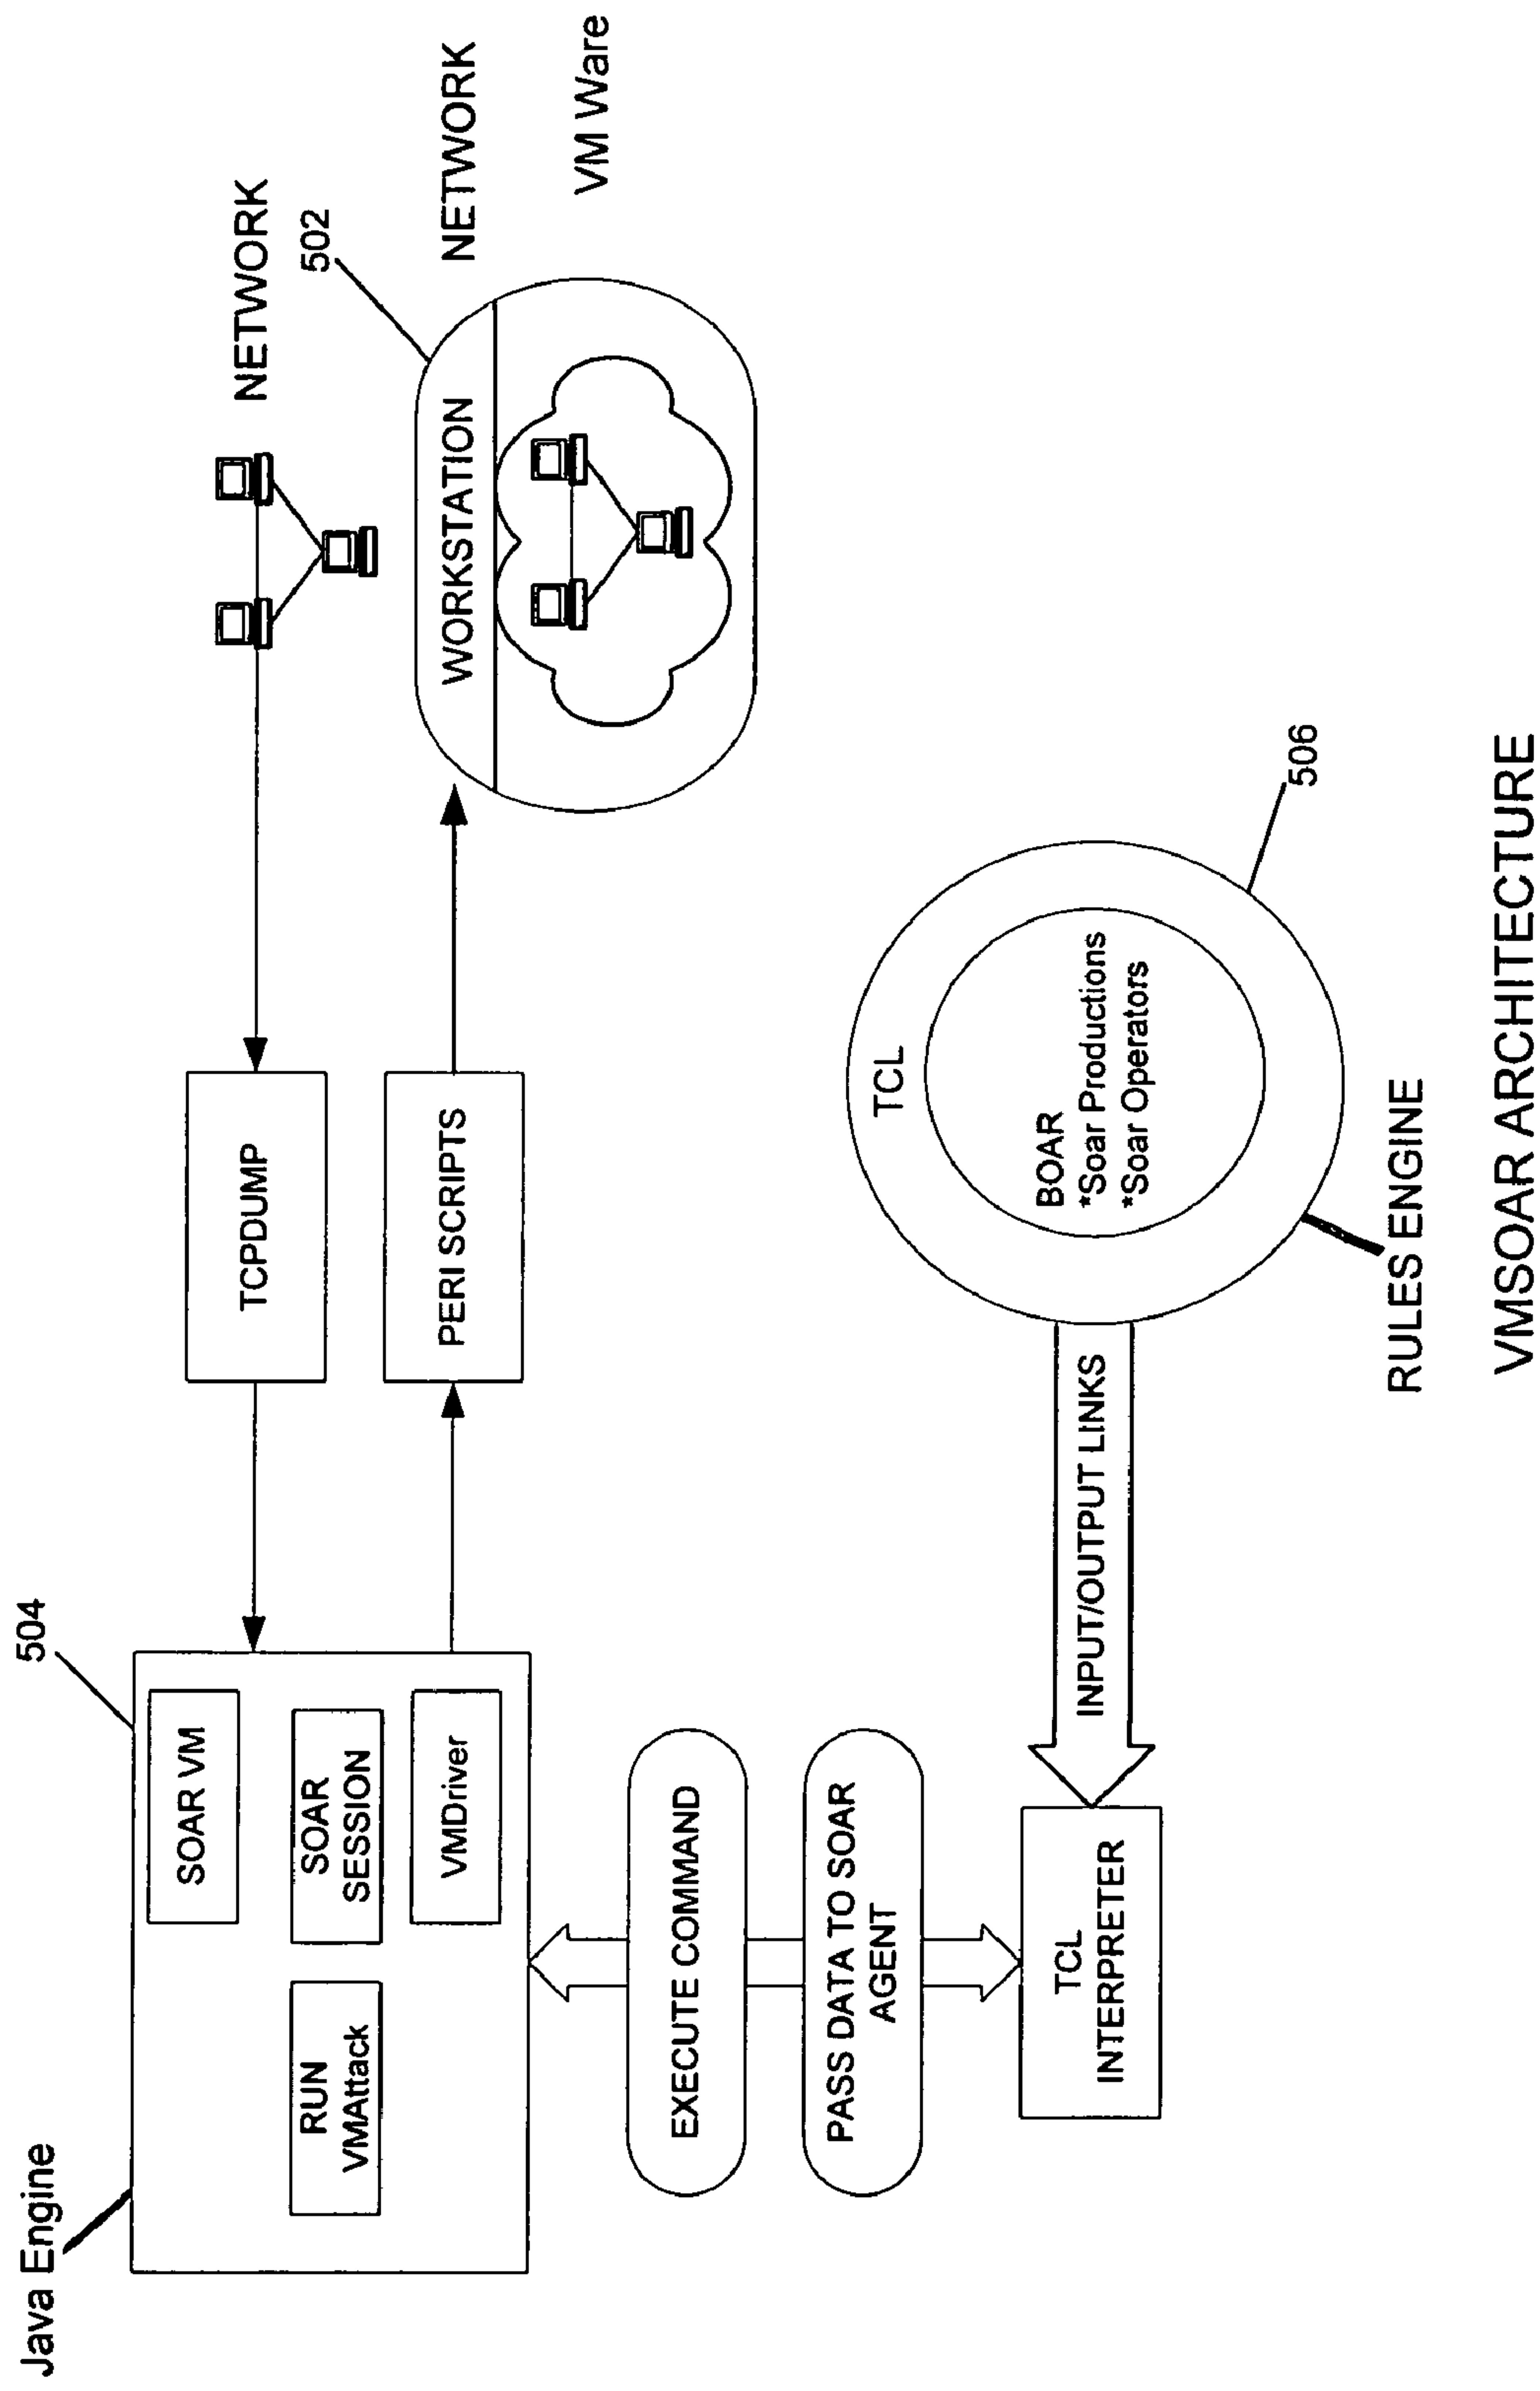 Java Engine
504
SOAR VM
RUN
VMAttack
SOAR
SESSION
VMDriver
TCPDUMP
PERI SCRIPTS
NETWORK
502
WORKSTATION
NETWORK
VM Ware
EXECUTE COMMAND
PASS DATA TO SOAR
AGENT
TCL
INTERPRETER
INPUT/OUTPUT LINKS
TCL
BOAR
*Soar Productions
*Soar Operators
506
RULES ENGINE
VMSOAR ARCHITECTURE